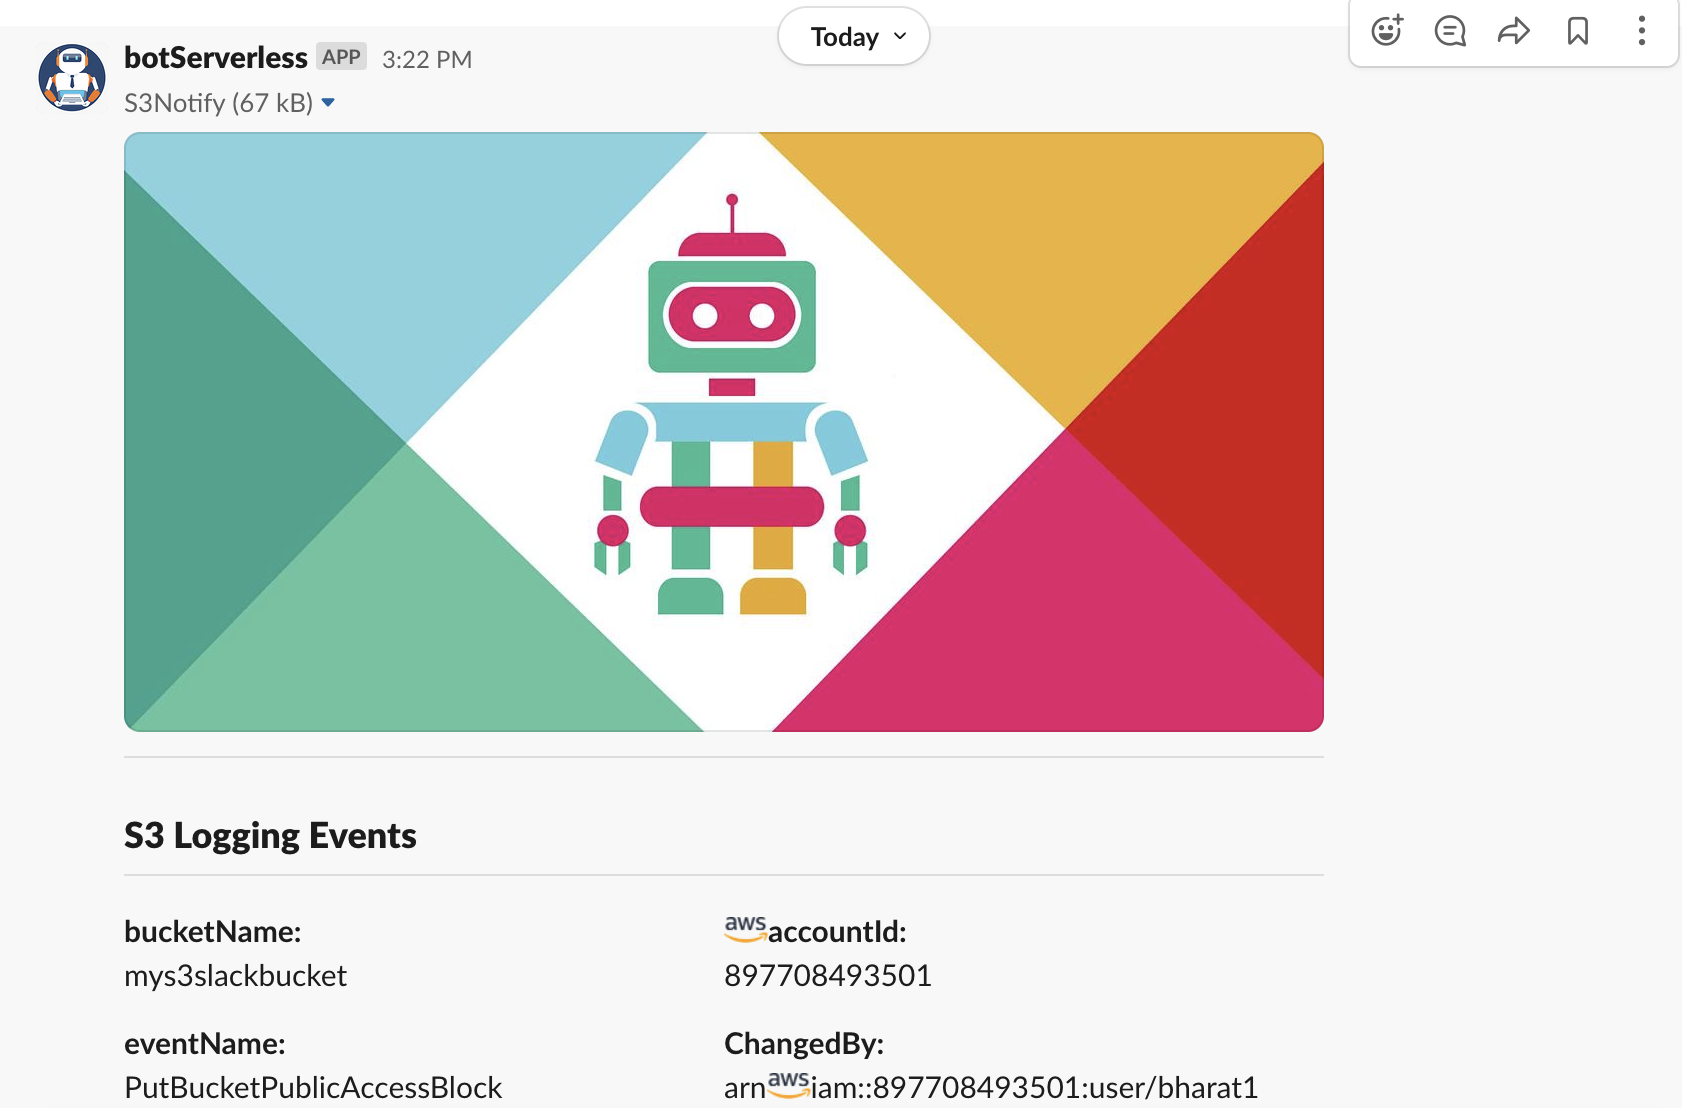 Today
botServerless APP 3:22 PM
S3Notify (67 kB)
S3 Logging Events
bucketName:
mys3slackbucket
aws accountId:
897708493501
eventName:
PutBucketPublicAccessBlock
ChangedBy:
arn aws iam::897708493501:user/bharat1